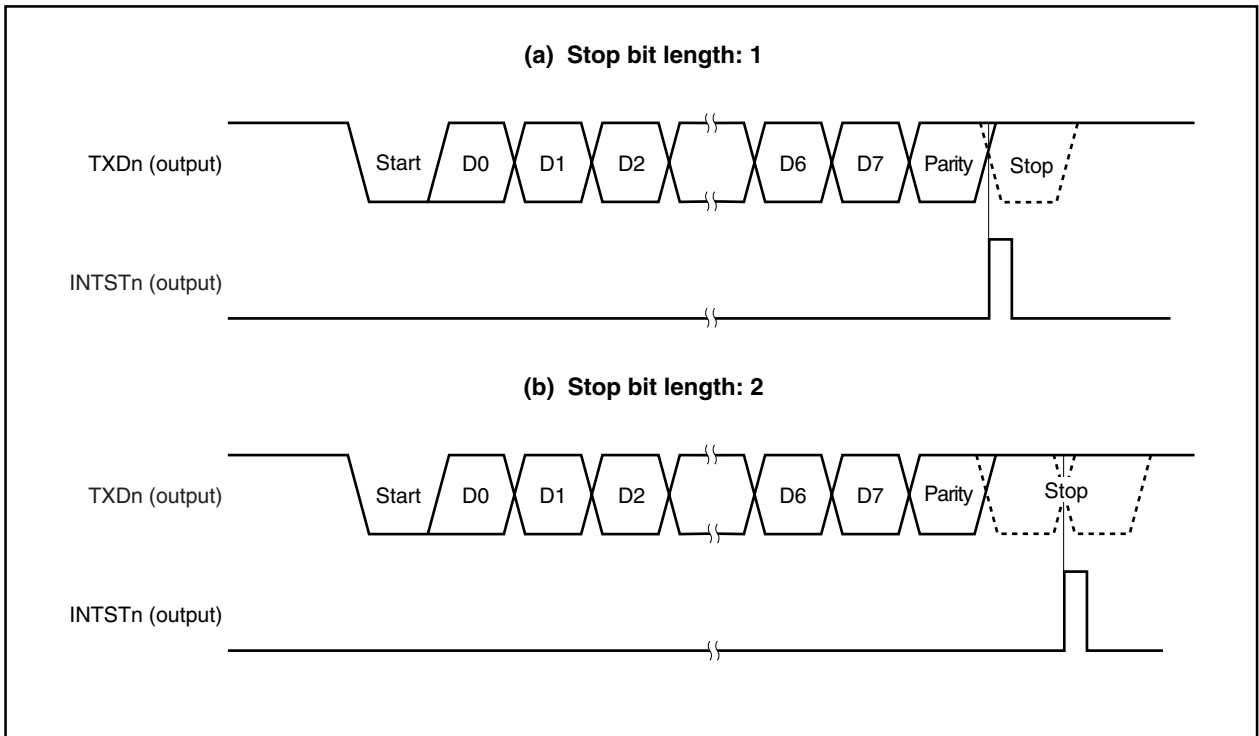 (a) Stop bit length: 1
TXDn (output) Start D0 D1 D2 D6 D7 Parity Stop
INTSTn (output)
(b) Stop bit length: 2
TXDn (output) Start D0 D1 D2 D6 D7 Parity Stop
INTSTn (output)